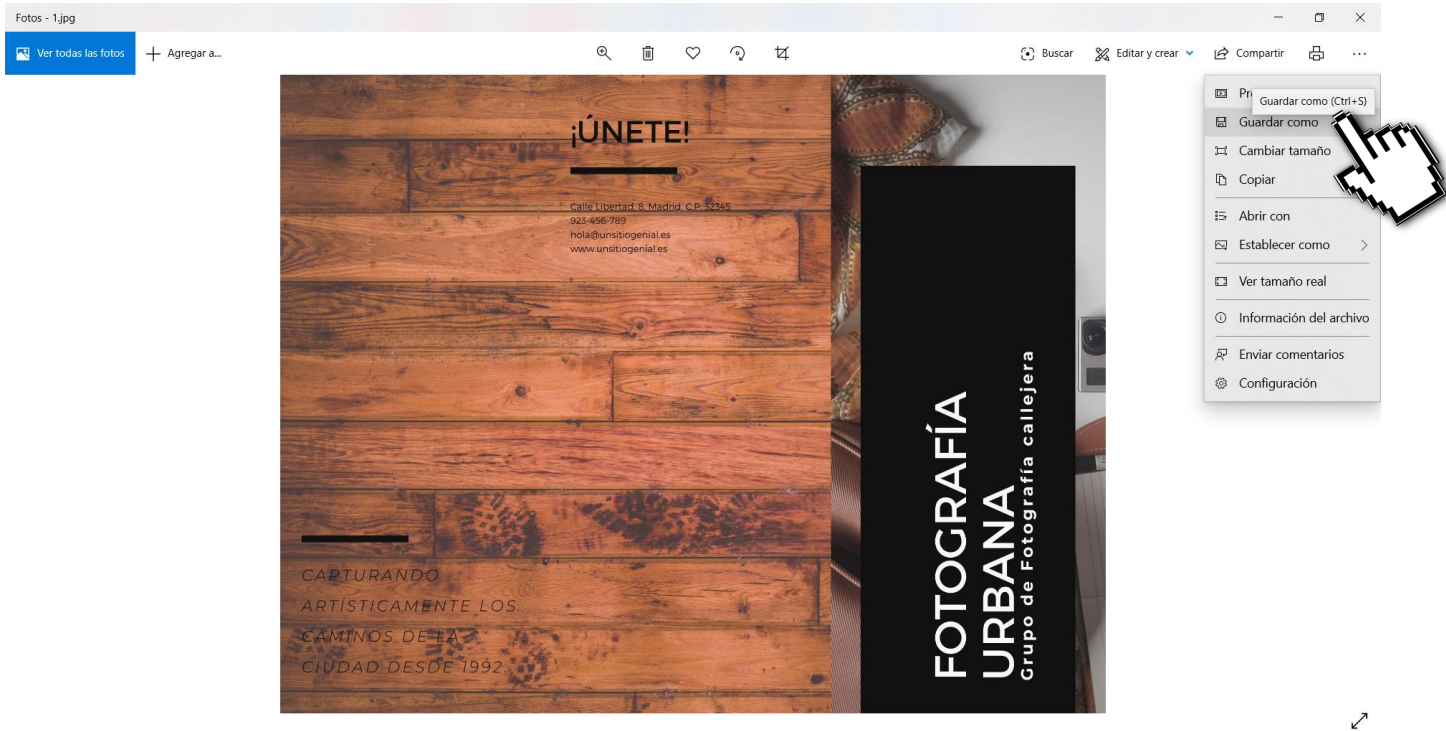 Fotos - 1.jpg
Ver todas las fotos
Agregar a...
Buscar
Editar y crear
Compartir
Guardar como (Ctrl+S)
Guardar como
Cambiar tamaño
Copiar
Abrir con
Establecer como
Ver tamaño real
Información del archivo
Enviar comentarios
Configuración
¡ÚNETE!
Calle Libertad, 8. Madrid, C.P. 32345
923-456-789
hola@unsitiogenial.es
www.unsitiogenial.es
CAPTURANDO
ARTÍSTICAMENTE LOS
CAMINOS DE LA
CIUDAD DESDE 1992.
FOTOGRAFÍA
URBANA
Grupo de Fotografía callejera